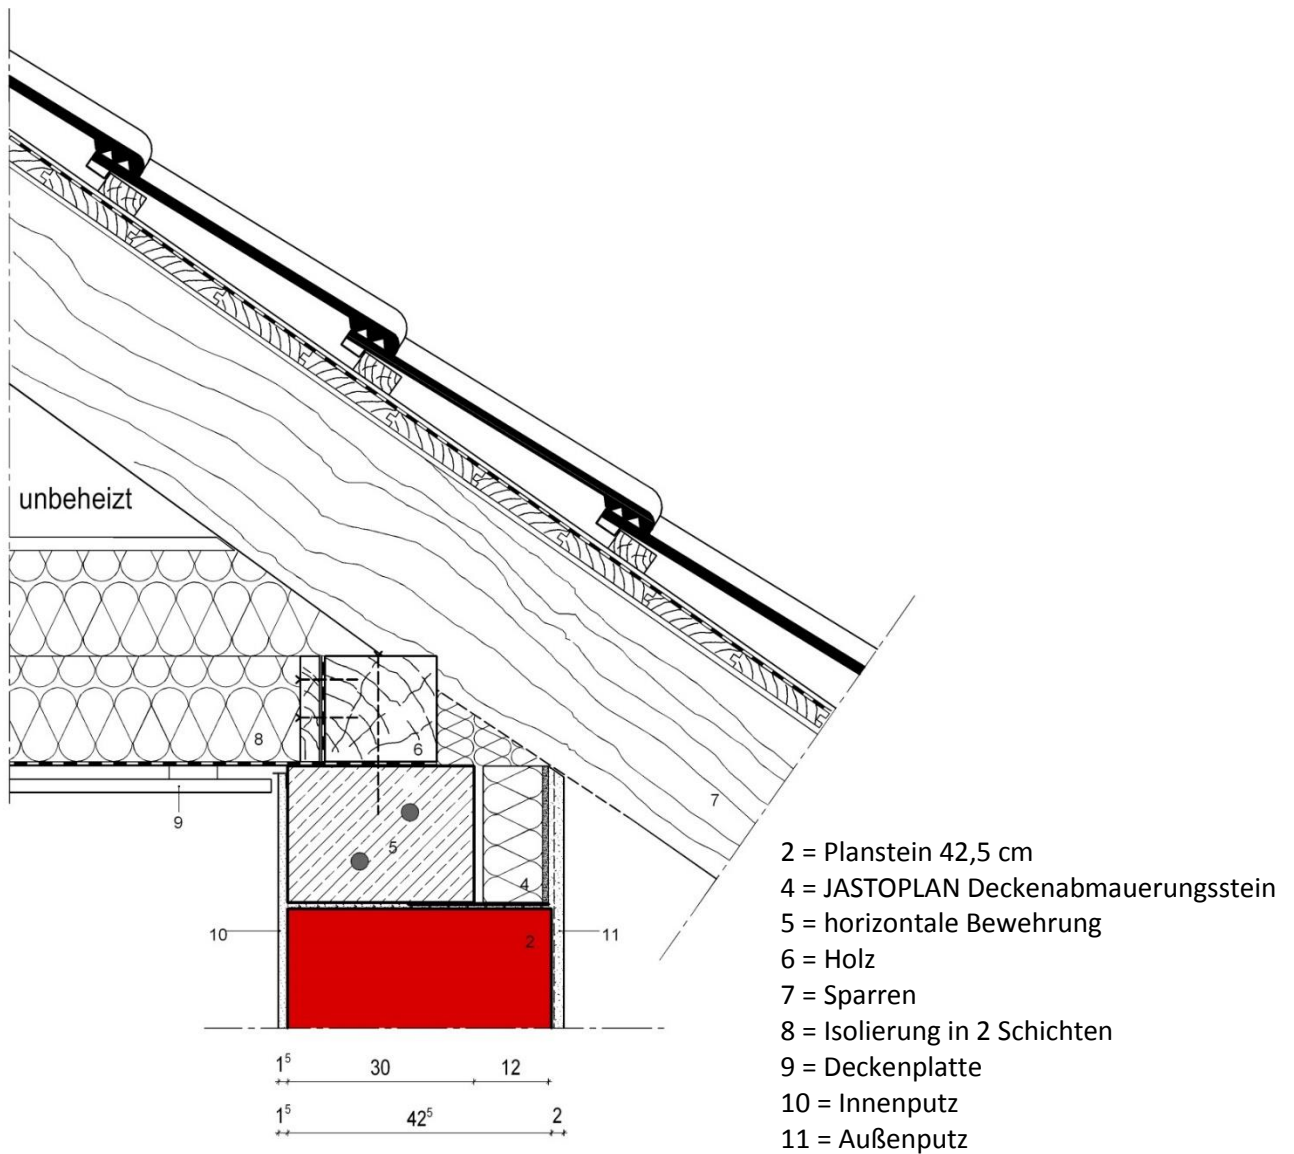 unbeheizt
8
6
7
9
5
4
10
2
11
1⁵ 30 12
1⁵ 42⁵ 2
2 = Planstein 42,5 cm
4 = JASTOPLAN Deckenabmauerungsstein
5 = horizontale Bewehrung
6 = Holz
7 = Sparren
8 = Isolierung in 2 Schichten
9 = Deckenplatte
10 = Innenputz
11 = Außenputz